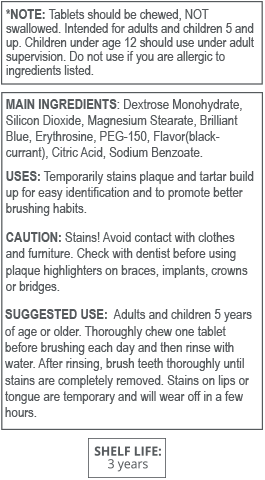 *NOTE: Tablets should be chewed, NOT
swallowed. Intended for adults and children 5 and
up. Children under age 12 should use under adult
supervision. Do not use if you are allergic to
ingredients listed.
MAIN INGREDIENTS: Dextrose Monohydrate,
Silicon Dioxide, Magnesium Stearate, Brilliant
Blue, Erythrosine, PEG-150, Flavor(black-
currant), Citric Acid, Sodium Benzoate.
USES: Temporarily stains plaque and tartar build
up for easy identification and to promote better
brushing habits.
CAUTION: Stains! Avoid contact with clothes
and furniture. Check with dentist before using
plaque highlighters on braces, implants, crowns
or bridges.
SUGGESTED USE: Adults and children 5 years
of age or older. Thoroughly chew one tablet
before brushing each day and then rinse with
water. After rinsing, brush teeth thoroughly until
stains are completely removed. Stains on lips or
tongue are temporary and will wear off in a few
hours.
SHELF LIFE:
3 years